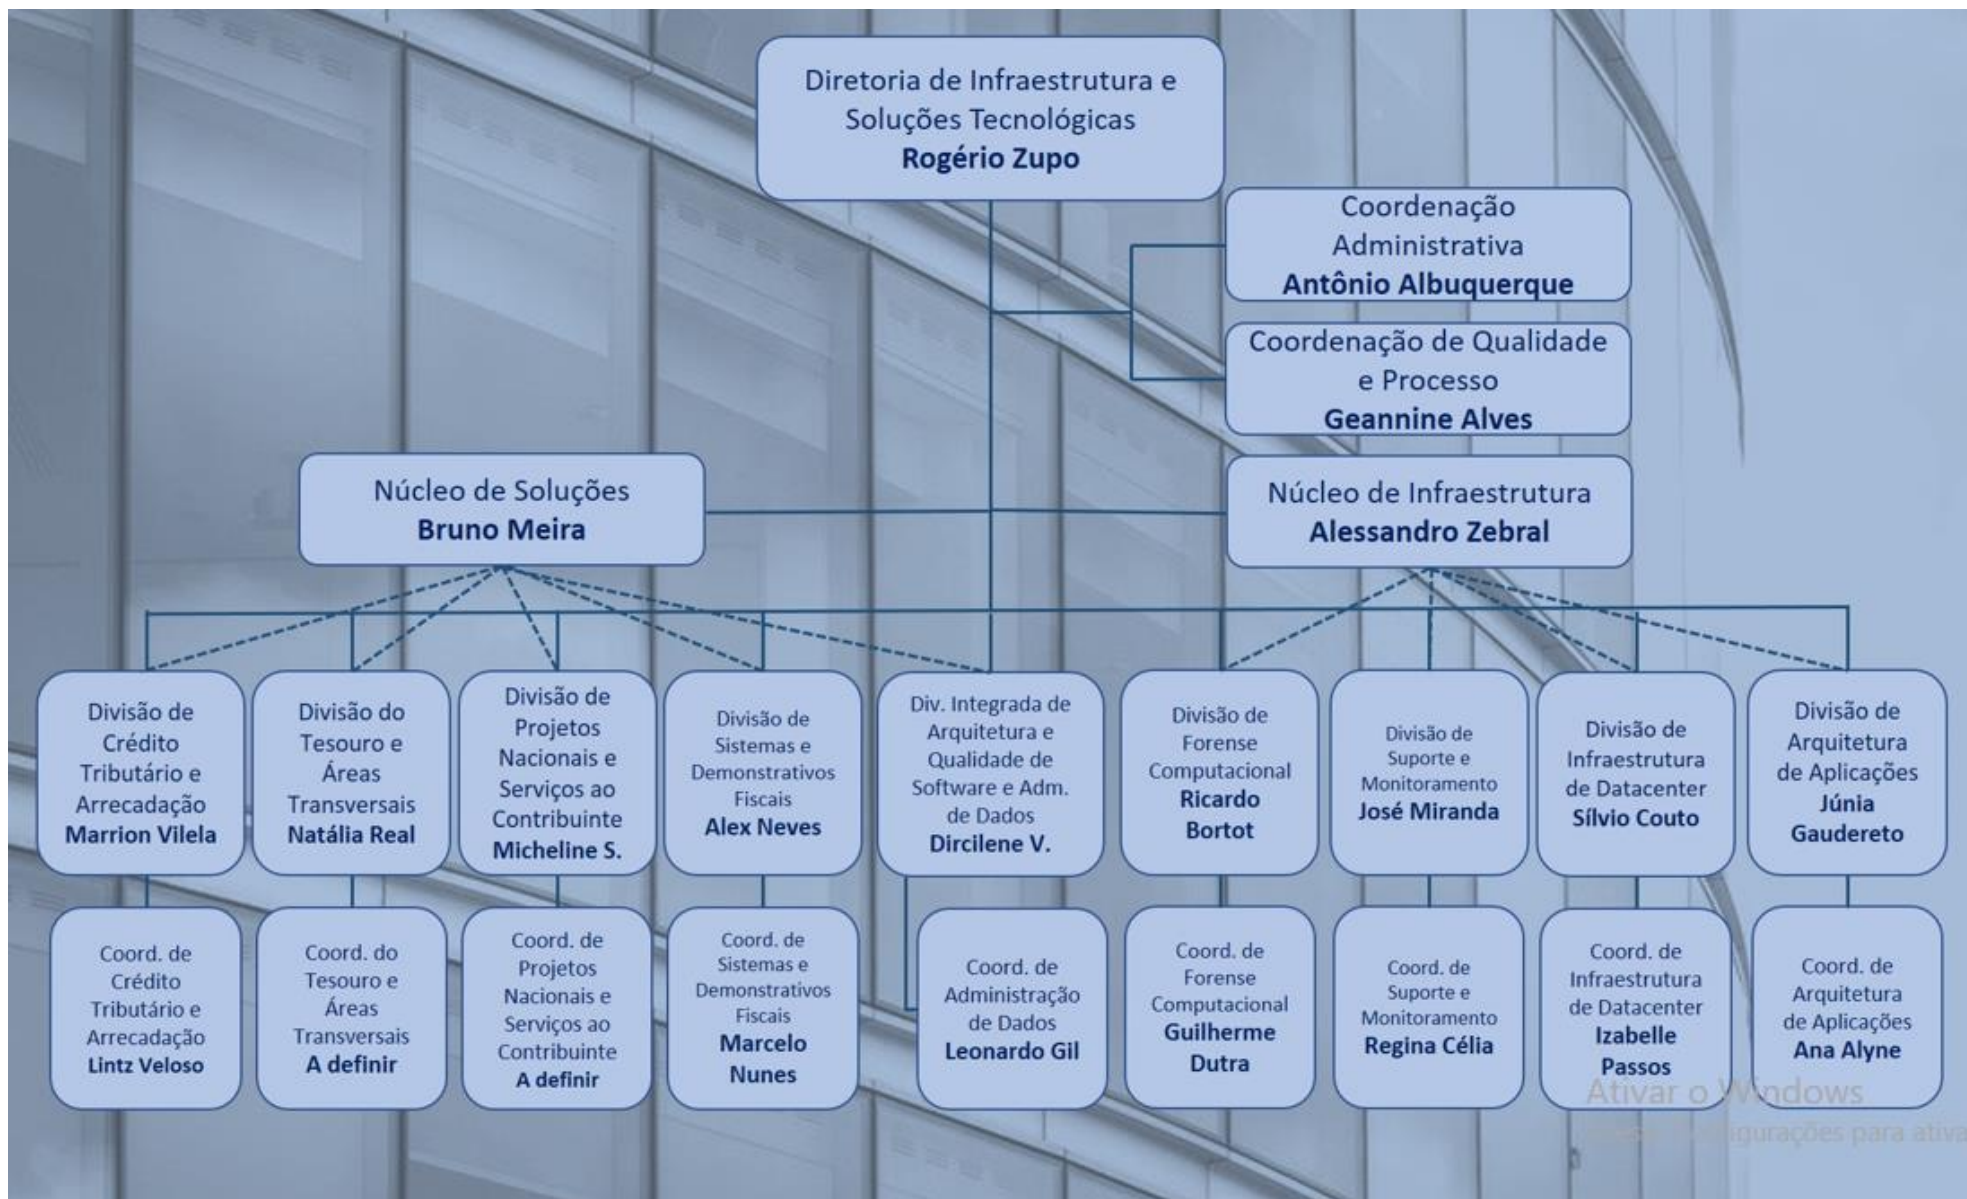 Diretoria de Infraestrutura e
Soluções Tecnológicas
Rogério Zupo
Coordenação
Administrativa
Antônio Albuquerque
Coordenação de Qualidade
e Processo
Geannine Alves
Núcleo de Soluções
Bruno Meira
Núcleo de Infraestrutura
Alessandro Zebral
Divisão de
Crédito
Tributário e
Arrecadação
Marrion Vilela
Divisão do
Tesouro e
Áreas
Transversais
Natália Real
Divisão de
Projetos
Nacionais e
Serviços ao
Contribuinte
Micheline S.
Divisão de
Sistemas e
Demonstrativos
Fiscais
Alex Neves
Div. Integrada de
Arquitetura e
Qualidade de
Software e Adm.
de Dados
Dircilene V.
Divisão de
Forense
Computacional
Ricardo
Bortot
Divisão de
Suporte e
Monitoramento
José Miranda
Divisão de
Infraestrutura
de Datacenter
Sílvio Couto
Divisão de
Arquitetura
de Aplicações
Júnia
Gaudereto
Coord. de
Crédito
Tributário e
Arrecadação
Lintz Veloso
Coord. do
Tesouro e
Áreas
Transversais
A definir
Coord. de
Projetos
Nacionais e
Serviços ao
Contribuinte
A definir
Coord. de
Sistemas e
Demonstrativos
Fiscais
Marcelo
Nunes
Coord. de
Administração
de Dados
Leonardo Gil
Coord. de
Forense
Computacional
Guilherme
Dutra
Coord. de
Suporte e
Monitoramento
Regina Célia
Coord. de
Infraestrutura
de Datacenter
Izabelle
Passos
Coord. de
Arquitetura
de Aplicações
Ana Alyne
Ativar o Windows
para